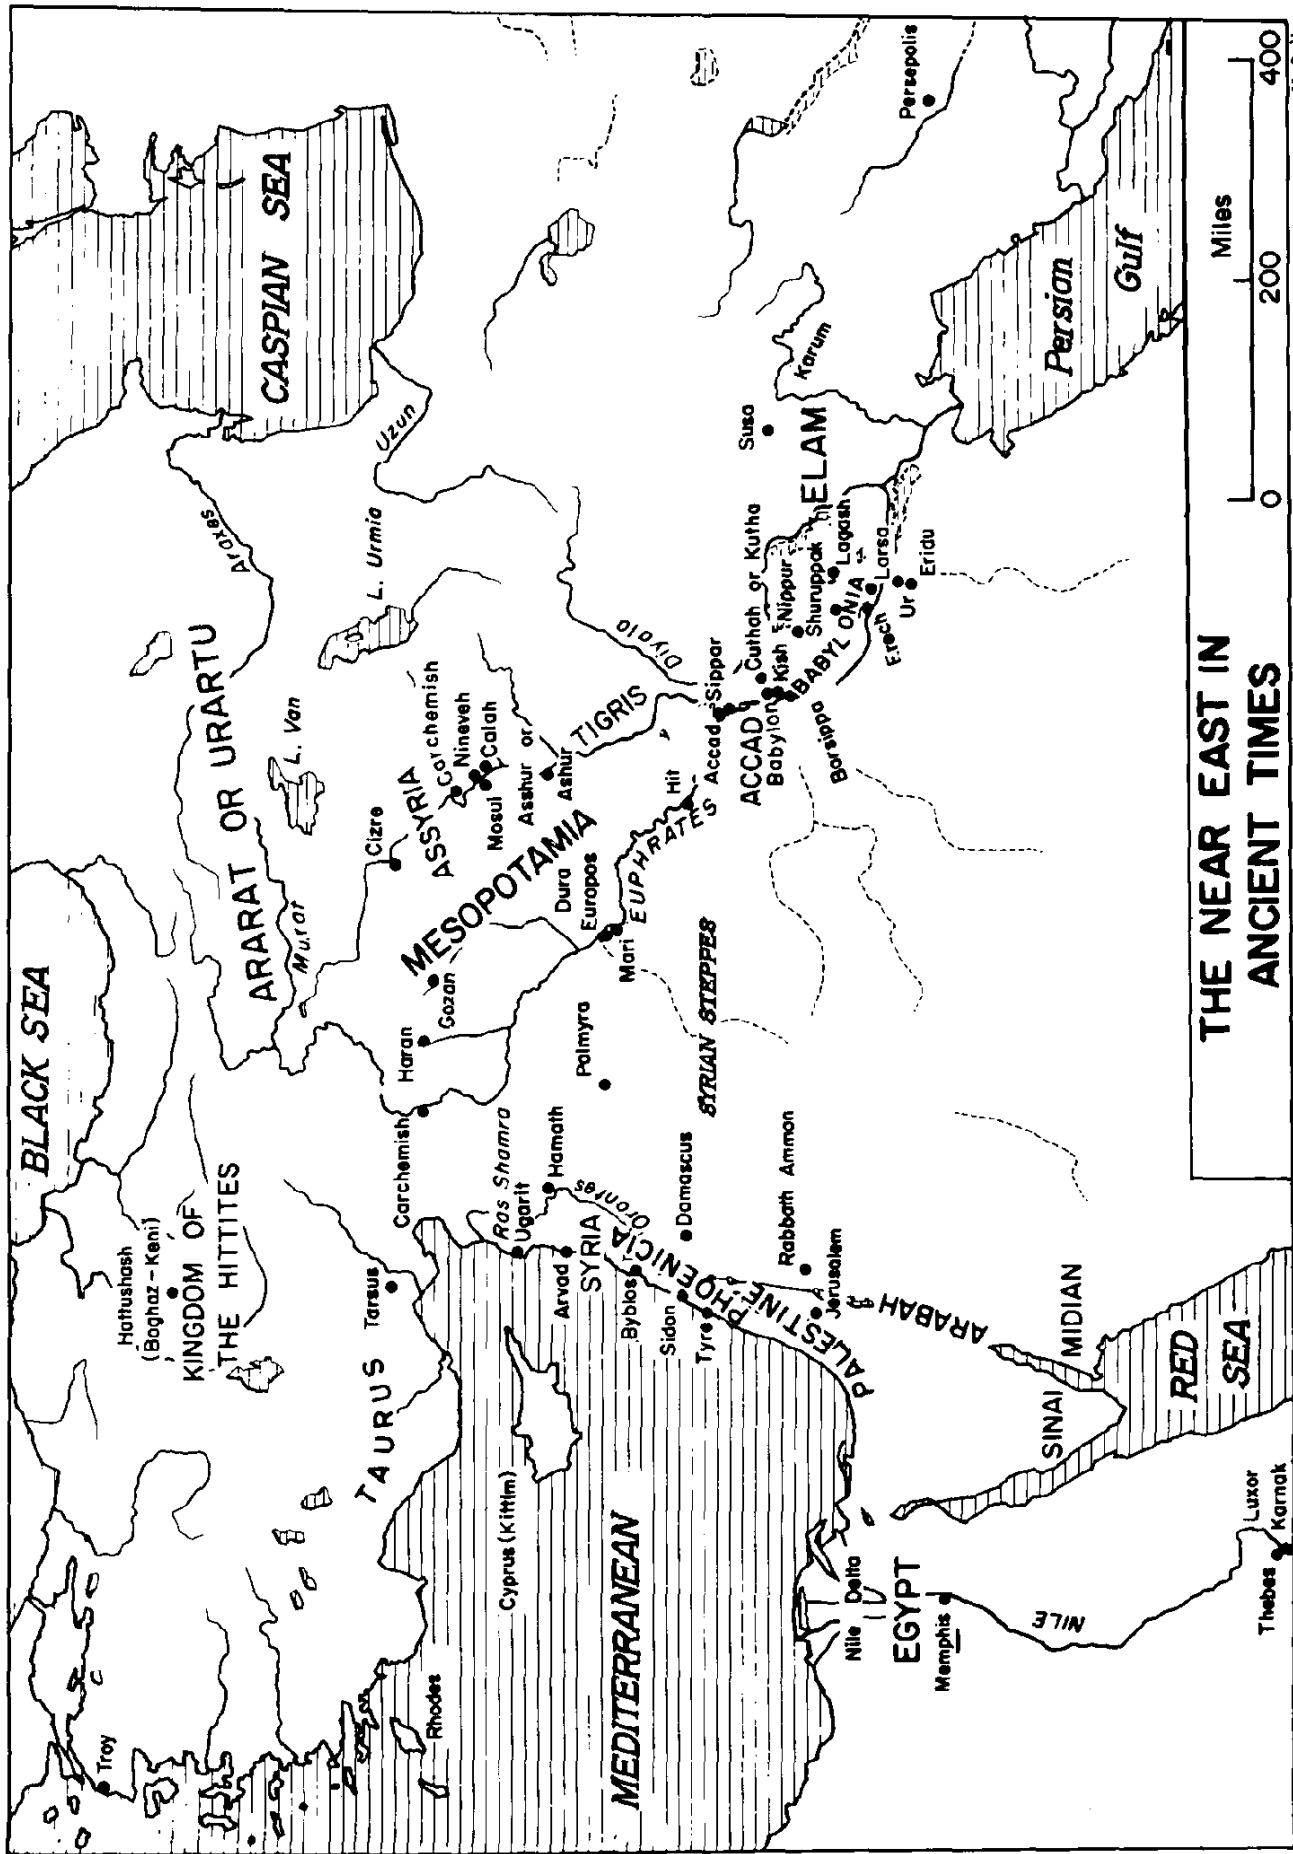 BLACK SEA
CASPIAN SEA
Troy
Hattushash
(Boghaz-Keni)
KINGDOM OF
THE HITTITES
ARARAT OR URARTU
Murat
L. Van
Araxes
L. Urmia
Uzun
TAURUS
Tarsus
Carchemish
Haran
Gozan
Cizre
ASSYRIA
Carchemish
Nineveh
Calah
Mosul
Asshur or
Ashur
MESOPOTAMIA
TIGRIS
Rhodes
Cyprus (Kittim)
Ras Shamra
Ugarit
Hamath
Arvad
SYRIA
Orontes
Palmyra
Dura
Europos
Mari
EUPHRATES
Hit
Diyala
MEDITERRANEAN
Byblos
PHOENICIA
Sidon
Damascus
Tyre
SYRIAN STEPPES
Accad
Sippar
ACCAD
Babylon
Cuthah or Kutha
Kish
Nippur
BABYLONIA
Borsippa
Shuruppak
Lagash
Erech
Larsa
Ur
Eridu
Susa
ELAM
Karum
Persepolis
PALESTINE
Rabbath Ammon
Jerusalem
ARABAH
Nile Delta
EGYPT
Memphis
NILE
SINAI
MIDIAN
RED
SEA
Persian
Gulf
Luxor
Thebes
Karnak
THE NEAR EAST IN
ANCIENT TIMES
Miles
0 200 400